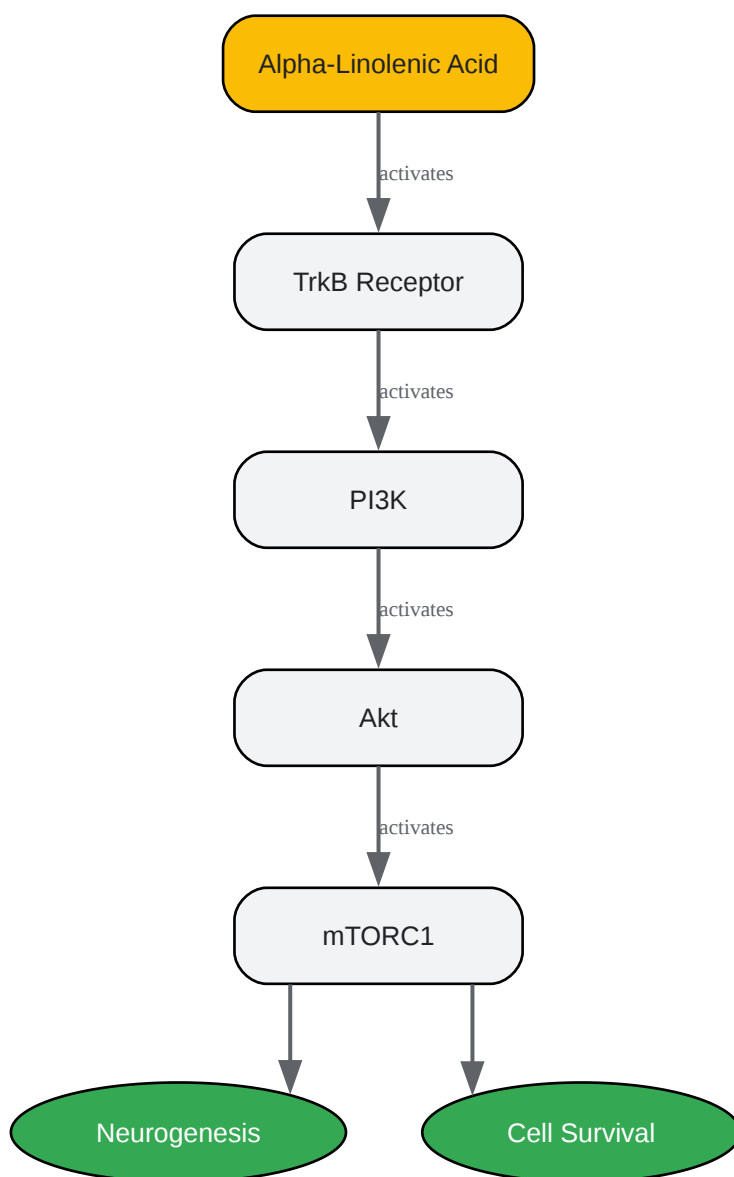 Alpha-Linolenic Acid
activates
TrkB Receptor
activates
PI3K
activates
Akt
activates
mTORC1
Neurogenesis
Cell Survival